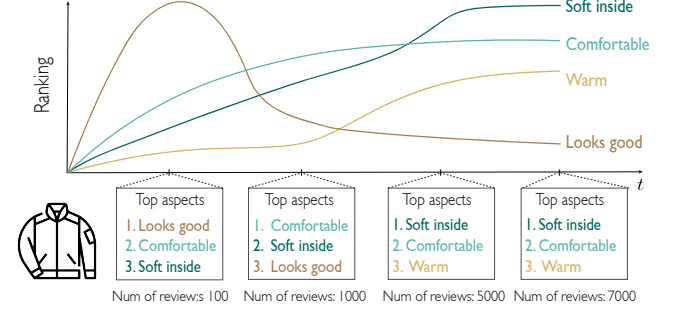 Soft inside
Comfortable
Warm
Looks good
Ranking
t
Top aspects
1. Looks good
2. Comfortable
3. Soft inside
Num of review:s 100
Top aspects
1. Comfortable
2. Soft inside
3. Looks good
Num of reviews: 1000
Top aspects
1. Soft inside
2. Comfortable
3. Warm
Num of reviews: 5000
Top aspects
1. Soft inside
2. Comfortable
3. Warm
Num of reviews: 7000